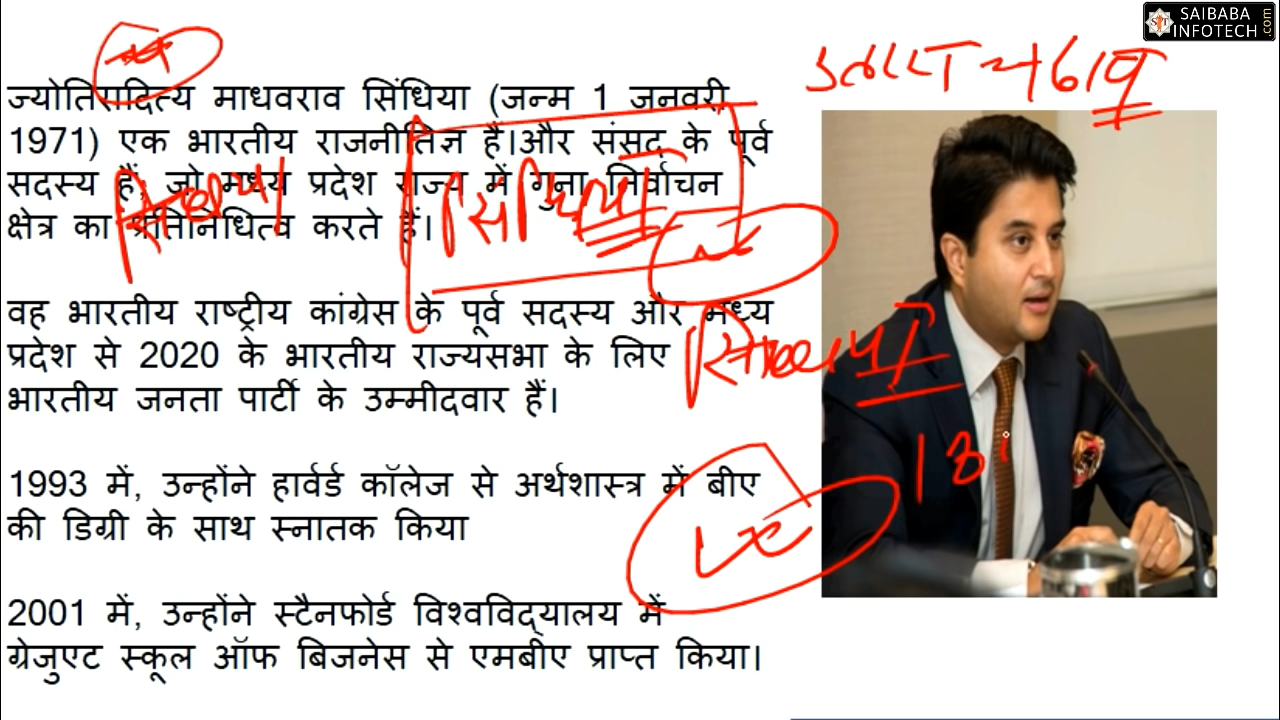 SAIBABA
INFOTECH.com
ज्योतिरादित्य माधवराव सिंधिया (जन्म 1 जनवरी
1971) एक भारतीय राजनीतिज्ञ हैं।और संसद के पूर्व
सदस्य हैं, जो मध्य प्रदेश राज्य में गुना निर्वाचन
क्षेत्र का प्रतिनिधित्व करते हैं।
सिंधिया
वह भारतीय राष्ट्रीय कांग्रेस के पूर्व सदस्य और मध्य
प्रदेश से 2020 के भारतीय राज्यसभा के लिए
भारतीय जनता पार्टी के उम्मीदवार हैं।
1993 में, उन्होंने हार्वर्ड कॉलेज से अर्थशास्त्र में बीए
की डिग्री के साथ स्नातक किया
2001 में, उन्होंने स्टैनफोर्ड विश्वविद्यालय में
ग्रेजुएट स्कूल ऑफ बिजनेस से एमबीए प्राप्त किया।